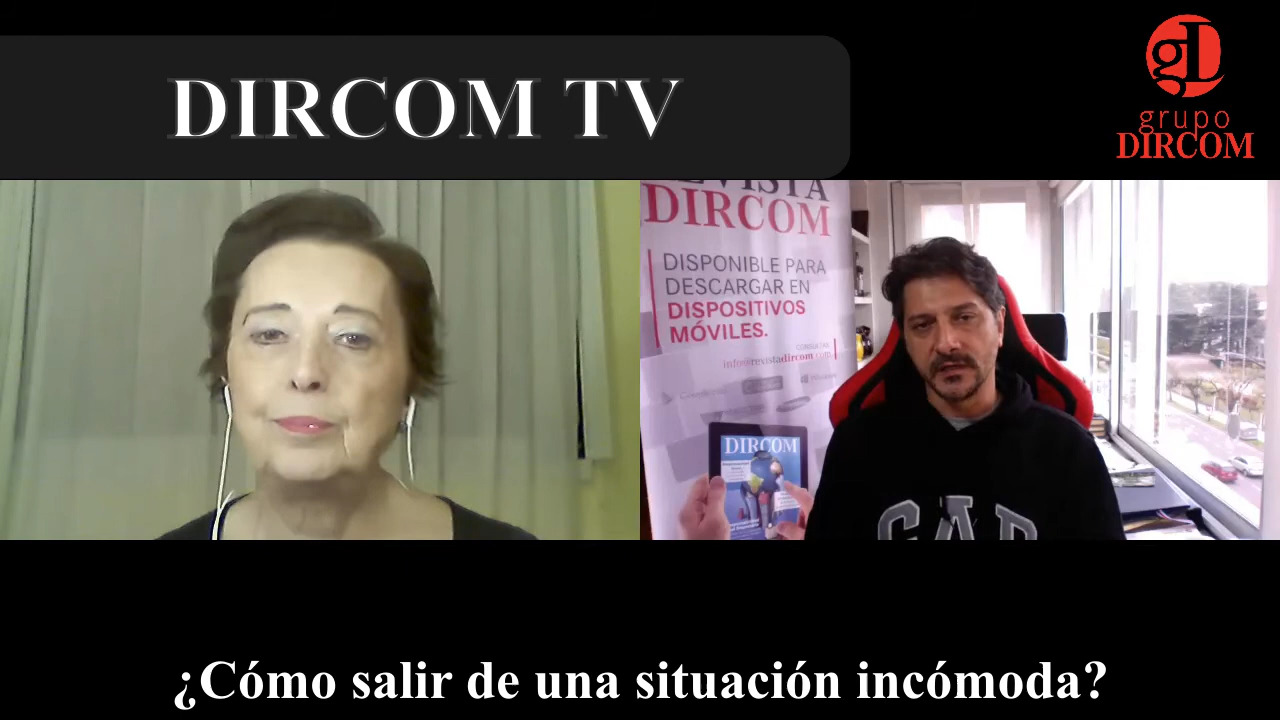 DIRCOM TV
grupo
DIRCOM
REVISTA
DIRCOM
DISPONIBLE PARA
DESCARGAR EN
DISPOSITIVOS
MÓVILES.
CONSULTAS
info@revistadircom.com
DIRCOM
GAP
¿Cómo salir de una situación incómoda?